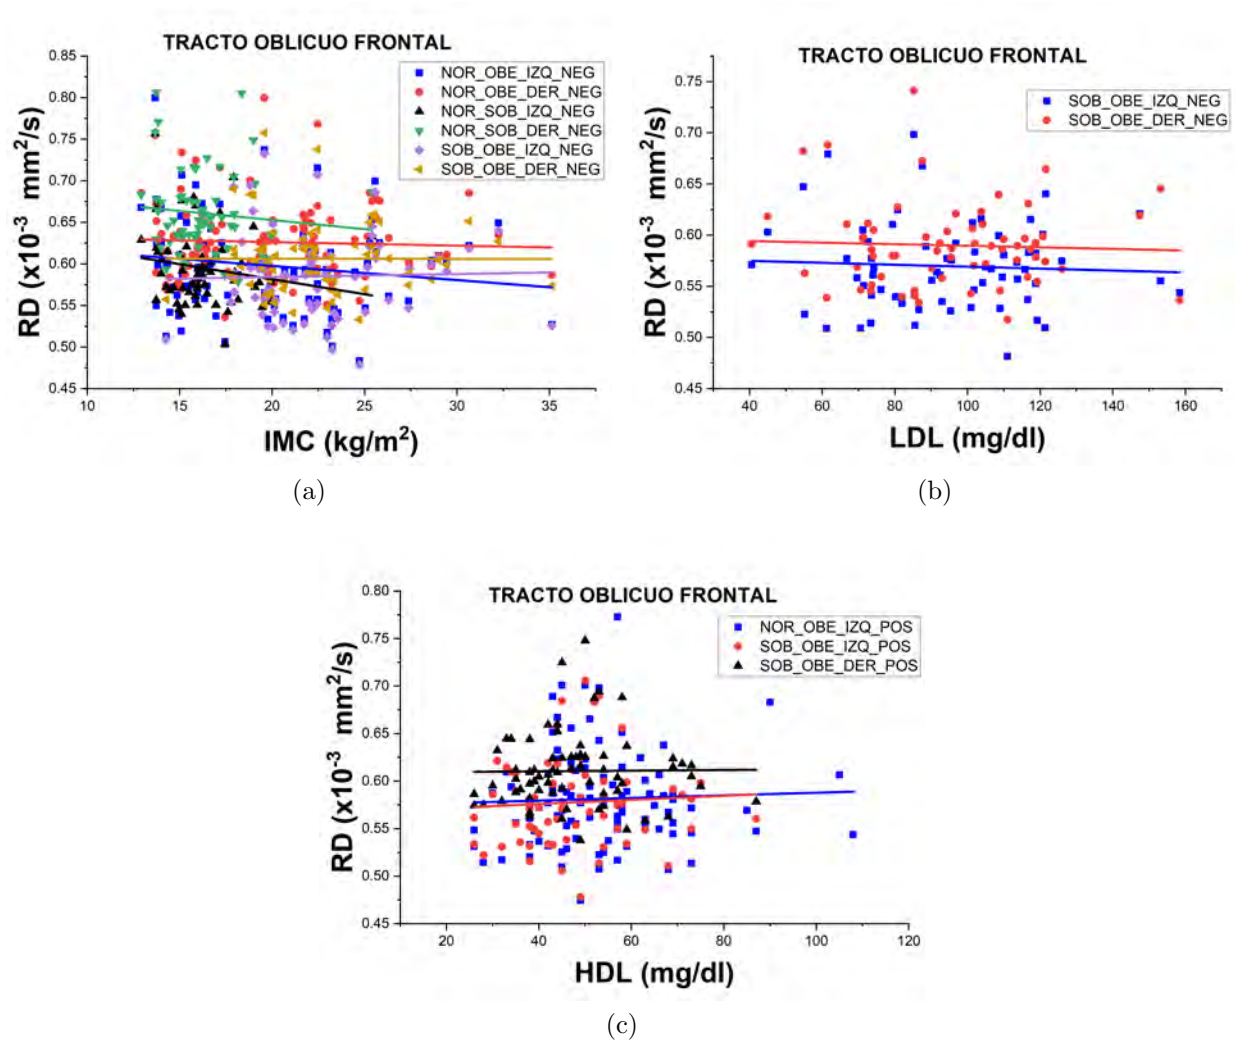 TRACTO OBLICUO FRONTAL
0.85
0.80
0.75
0.70
0.65
0.60
0.55
0.50
0.45
RD (x10⁻³ mm²/s)
NOR_OBE_IZQ_NEG
NOR_OBE_DER_NEG
NOR_SOB_IZQ_NEG
NOR_SOB_DER_NEG
SOB_OBE_IZQ_NEG
SOB_OBE_DER_NEG
10 15 20 25 30 35
IMC (kg/m²)
(a)
TRACTO OBLICUO FRONTAL
0.75
0.70
0.65
0.60
0.55
0.50
0.45
RD (x10⁻³ mm²/s)
SOB_OBE_IZQ_NEG
SOB_OBE_DER_NEG
40 60 80 100 120 140 160
LDL (mg/dl)
(b)
TRACTO OBLICUO FRONTAL
0.80
0.75
0.70
0.65
0.60
0.55
0.50
0.45
RD (x10⁻³ mm²/s)
NOR_OBE_IZQ_POS
SOB_OBE_IZQ_POS
SOB_OBE_DER_POS
20 40 60 80 100 120
HDL (mg/dl)
(c)